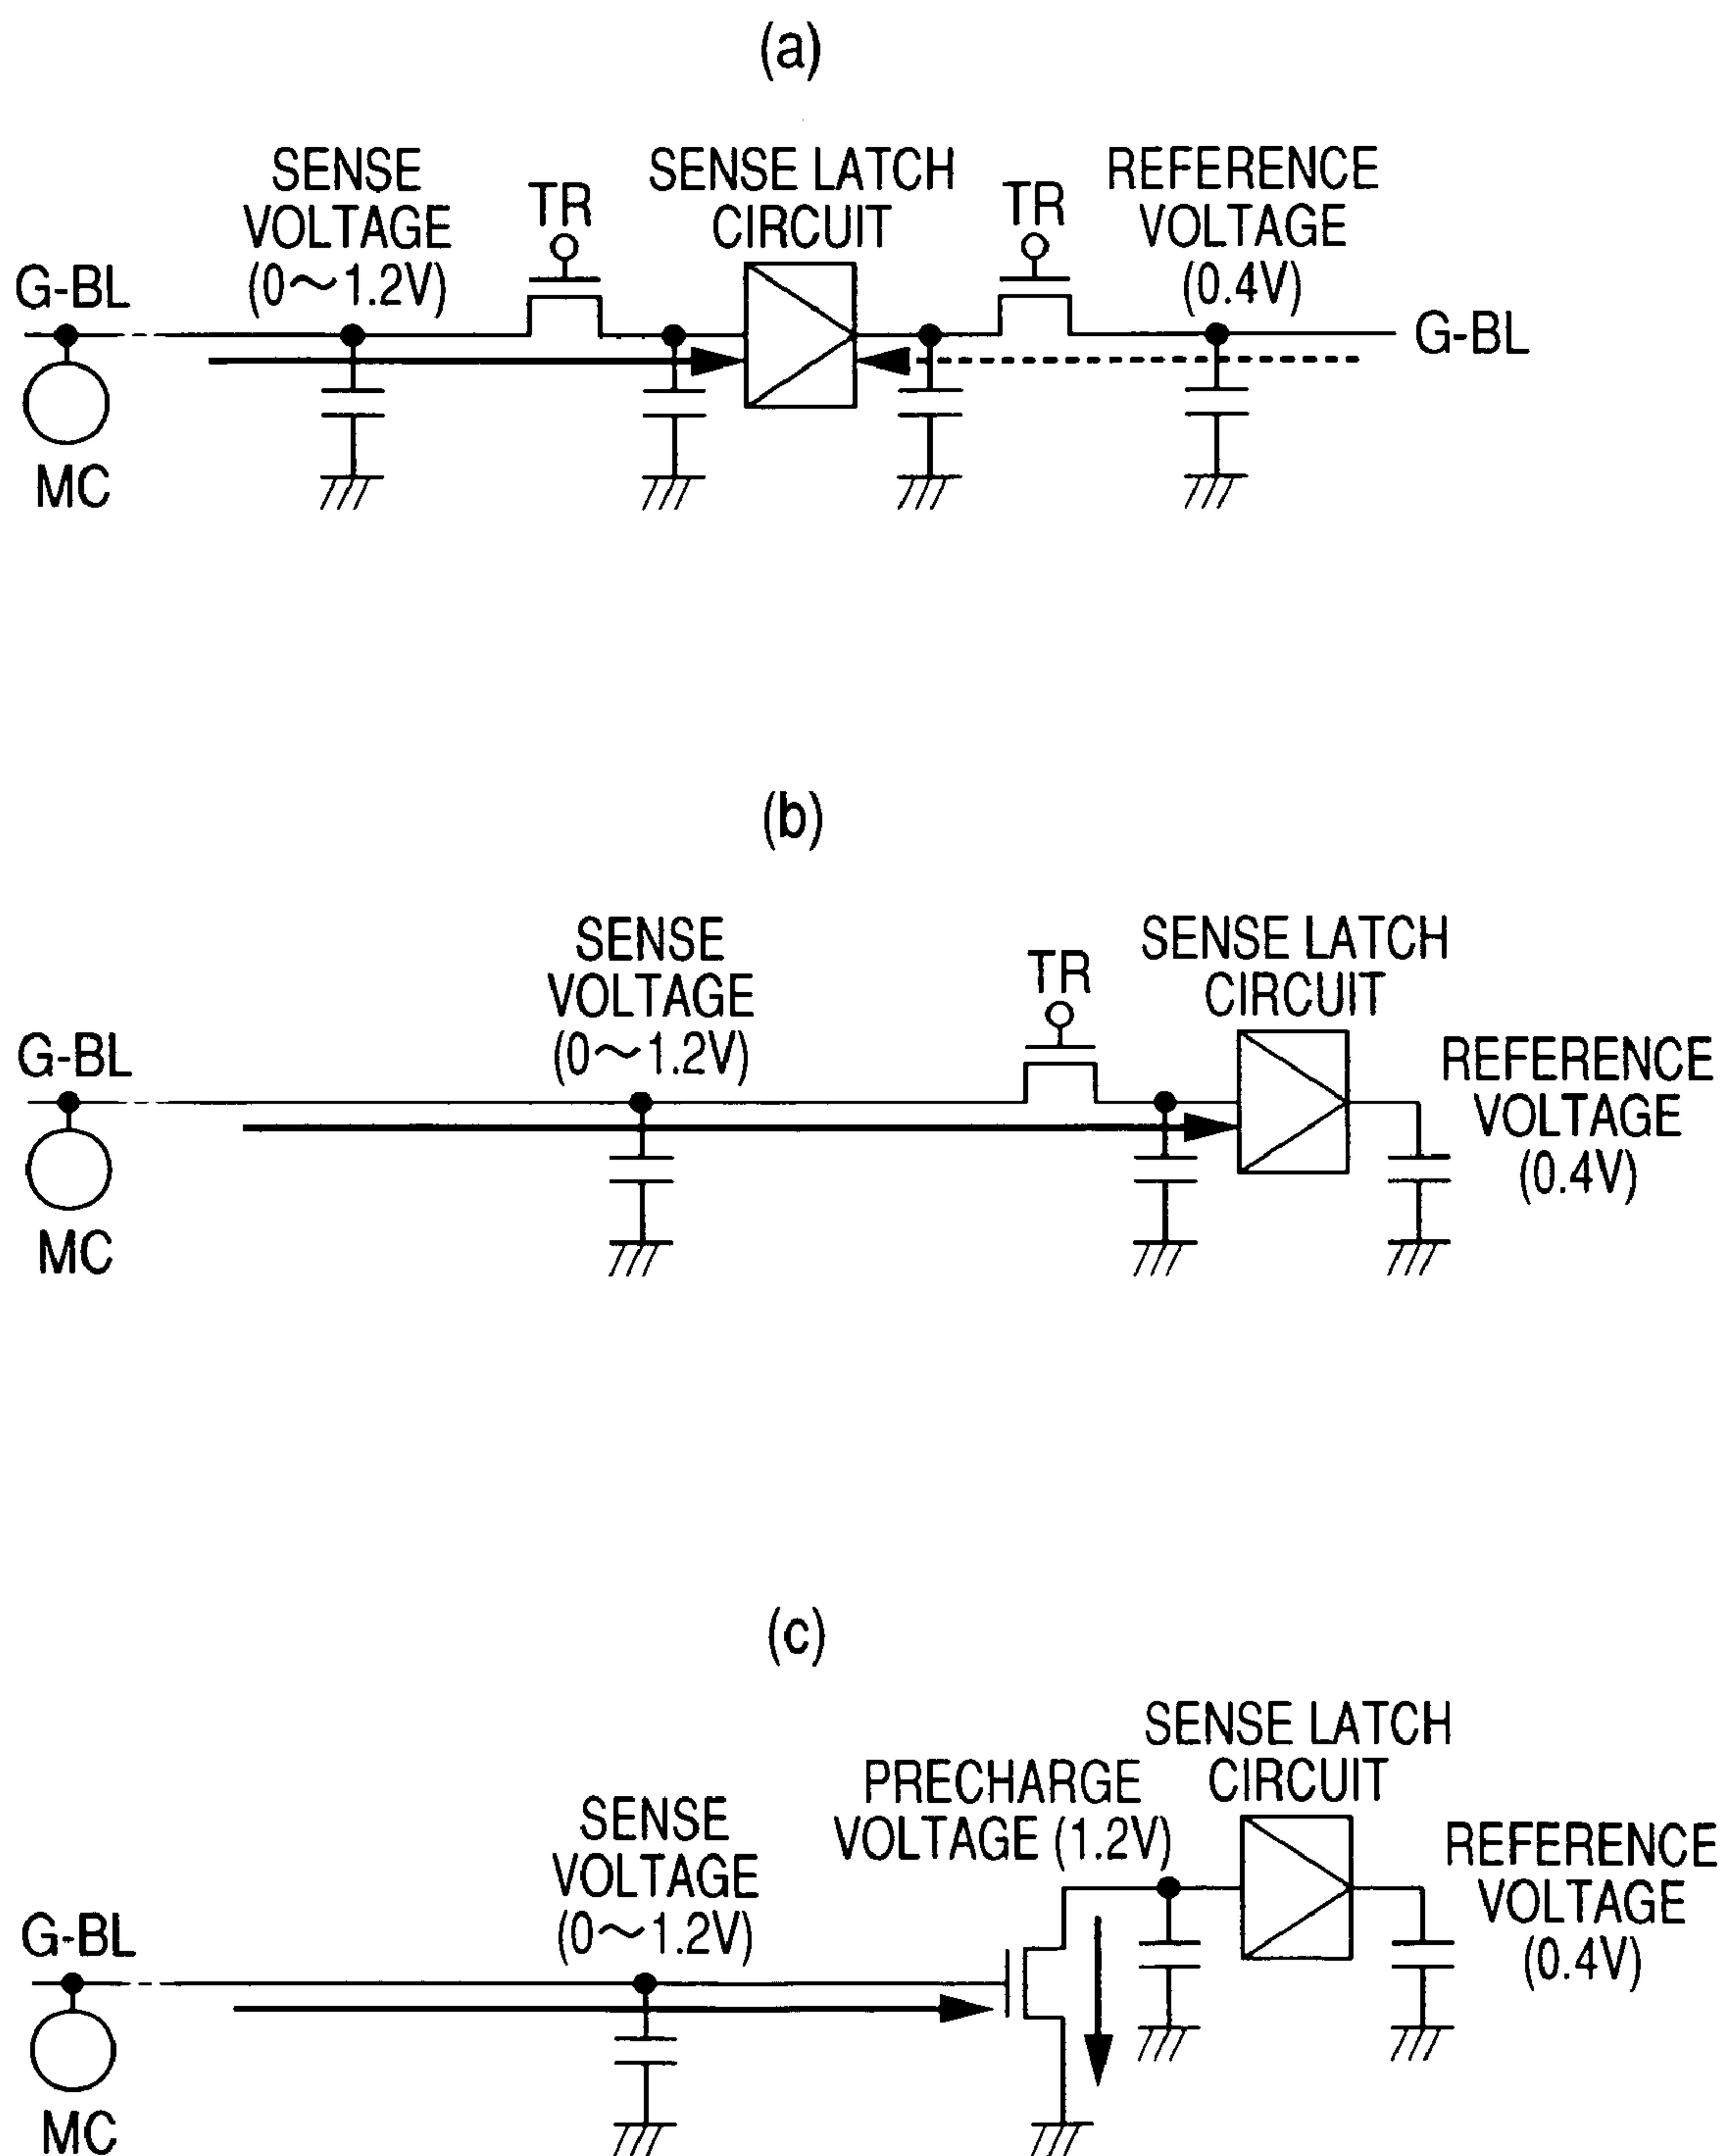 (a)
SENSE
VOLTAGE
(0〜1.2V)
TR
SENSE LATCH
CIRCUIT
TR
REFERENCE
VOLTAGE
(0.4V)
G-BL
G-BL
MC
(b)
SENSE
VOLTAGE
(0〜1.2V)
TR
SENSE LATCH
CIRCUIT
REFERENCE
VOLTAGE
(0.4V)
G-BL
MC
(c)
SENSE
VOLTAGE
(0〜1.2V)
PRECHARGE
VOLTAGE (1.2V)
SENSE LATCH
CIRCUIT
REFERENCE
VOLTAGE
(0.4V)
G-BL
MC